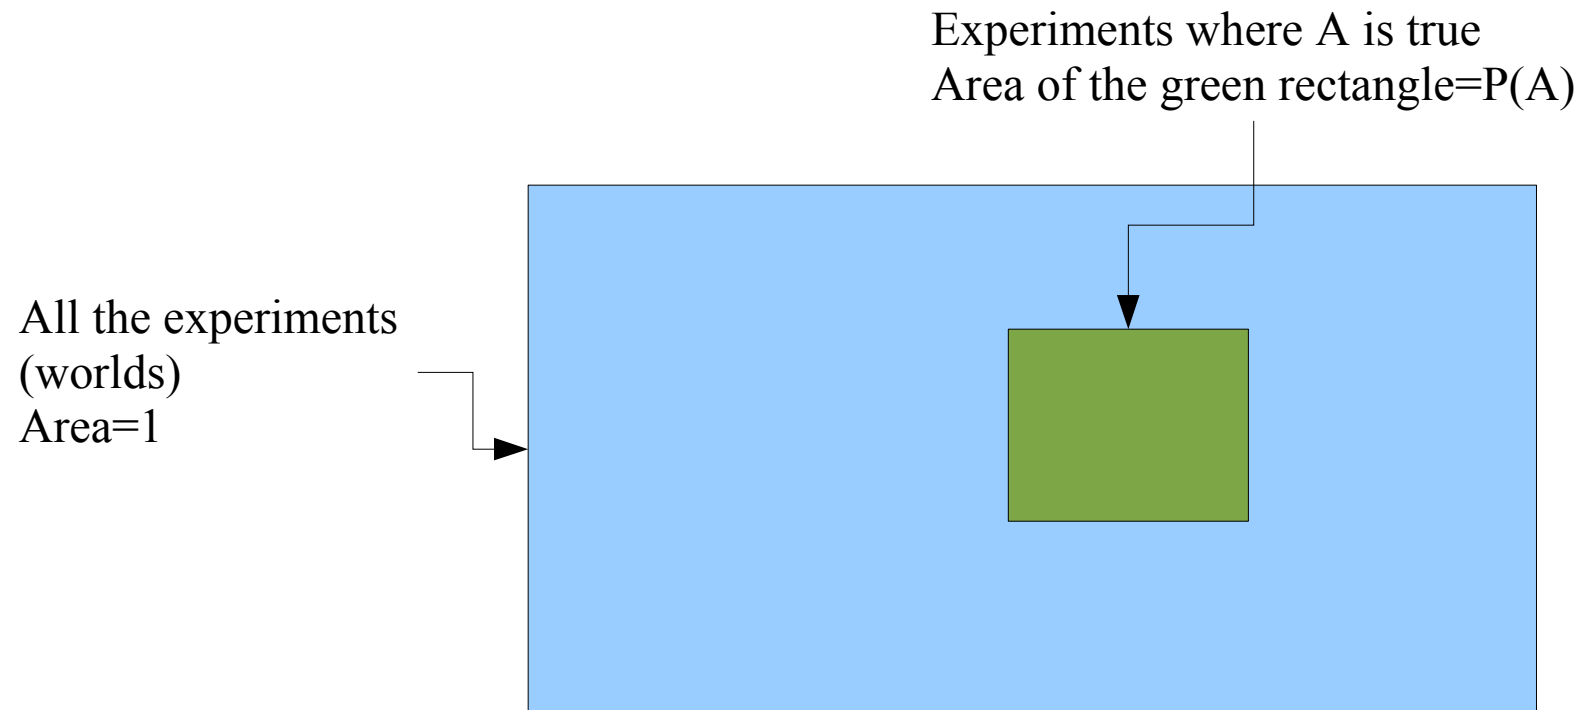 Experiments where A is true
Area of the green rectangle=P(A)
All the experiments
(worlds)
Area=1